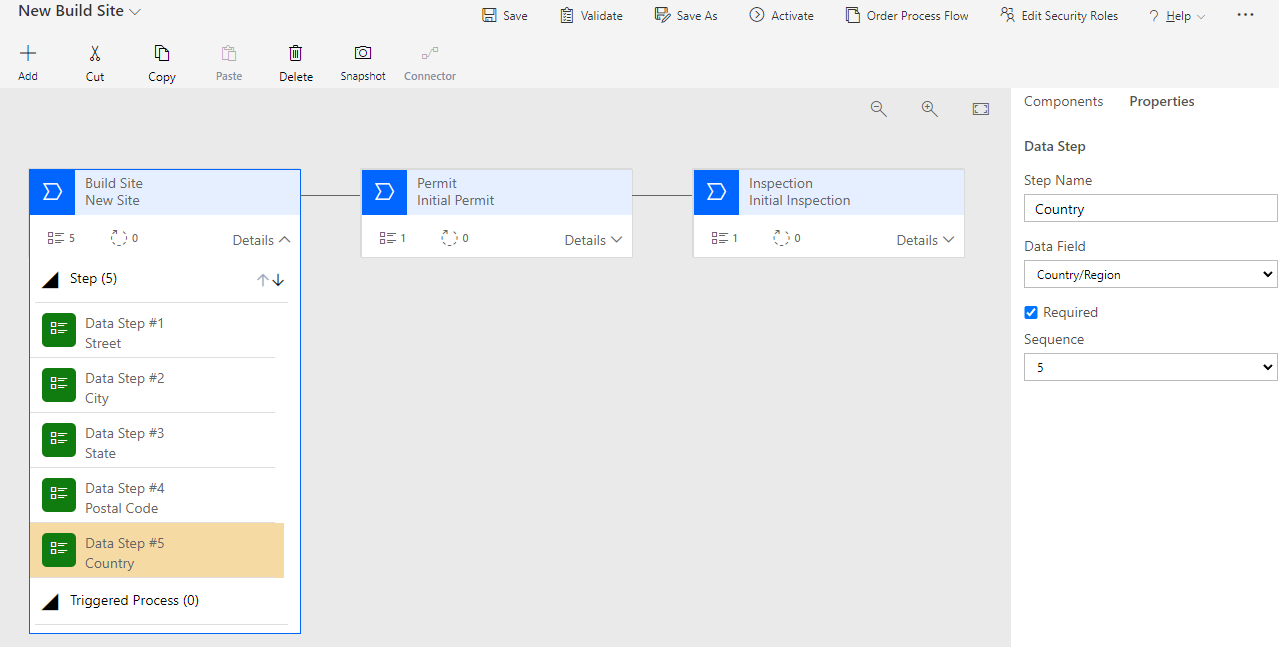 New Build Site
Save
Validate
Save As
Activate
Order Process Flow
Edit Security Roles
? Help
Add
Cut
Copy
Paste
Delete
Snapshot
Connector
Components
Properties
Build Site
New Site
5
0
Details
Step (5)
Data Step #1
Street
Data Step #2
City
Data Step #3
State
Data Step #4
Postal Code
Data Step #5
Country
Triggered Process (0)
Permit
Initial Permit
1
0
Details
Inspection
Initial Inspection
1
0
Details
Data Step
Step Name
Country
Data Field
Country/Region
Required
Sequence
5